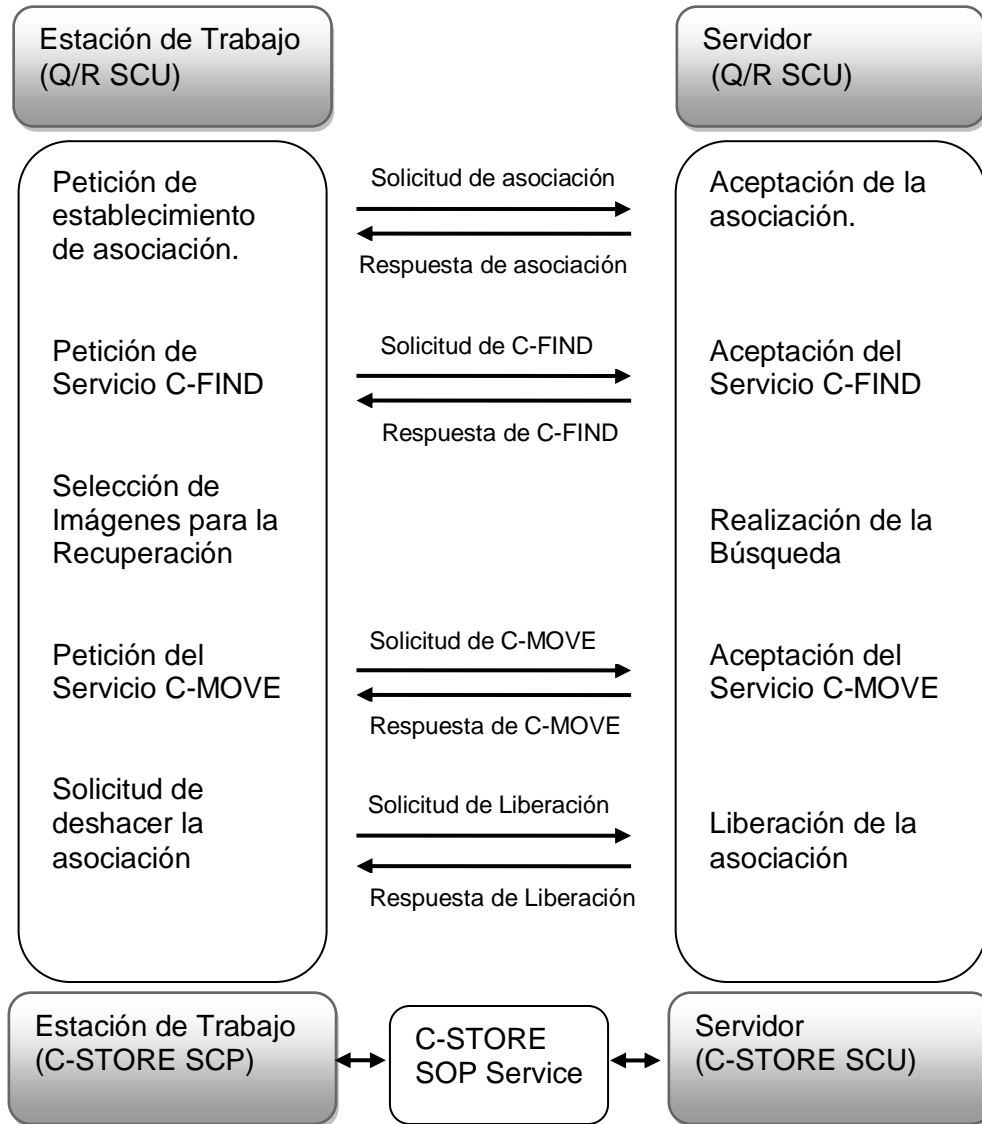 Estación de Trabajo
(Q/R SCU)
Servidor
(Q/R SCU)
Petición de
establecimiento
de asociación.
Solicitud de asociación
Respuesta de asociación
Aceptación de la
asociación.
Petición de
Servicio C-FIND
Solicitud de C-FIND
Respuesta de C-FIND
Aceptación del
Servicio C-FIND
Selección de
Imágenes para la
Recuperación
Realización de la
Búsqueda
Petición del
Servicio C-MOVE
Solicitud de C-MOVE
Respuesta de C-MOVE
Aceptación del
Servicio C-MOVE
Solicitud de
deshacer la
asociación
Solicitud de Liberación
Respuesta de Liberación
Liberación de la
asociación
Estación de Trabajo
(C-STORE SCP)
C-STORE
SOP Service
Servidor
(C-STORE SCU)